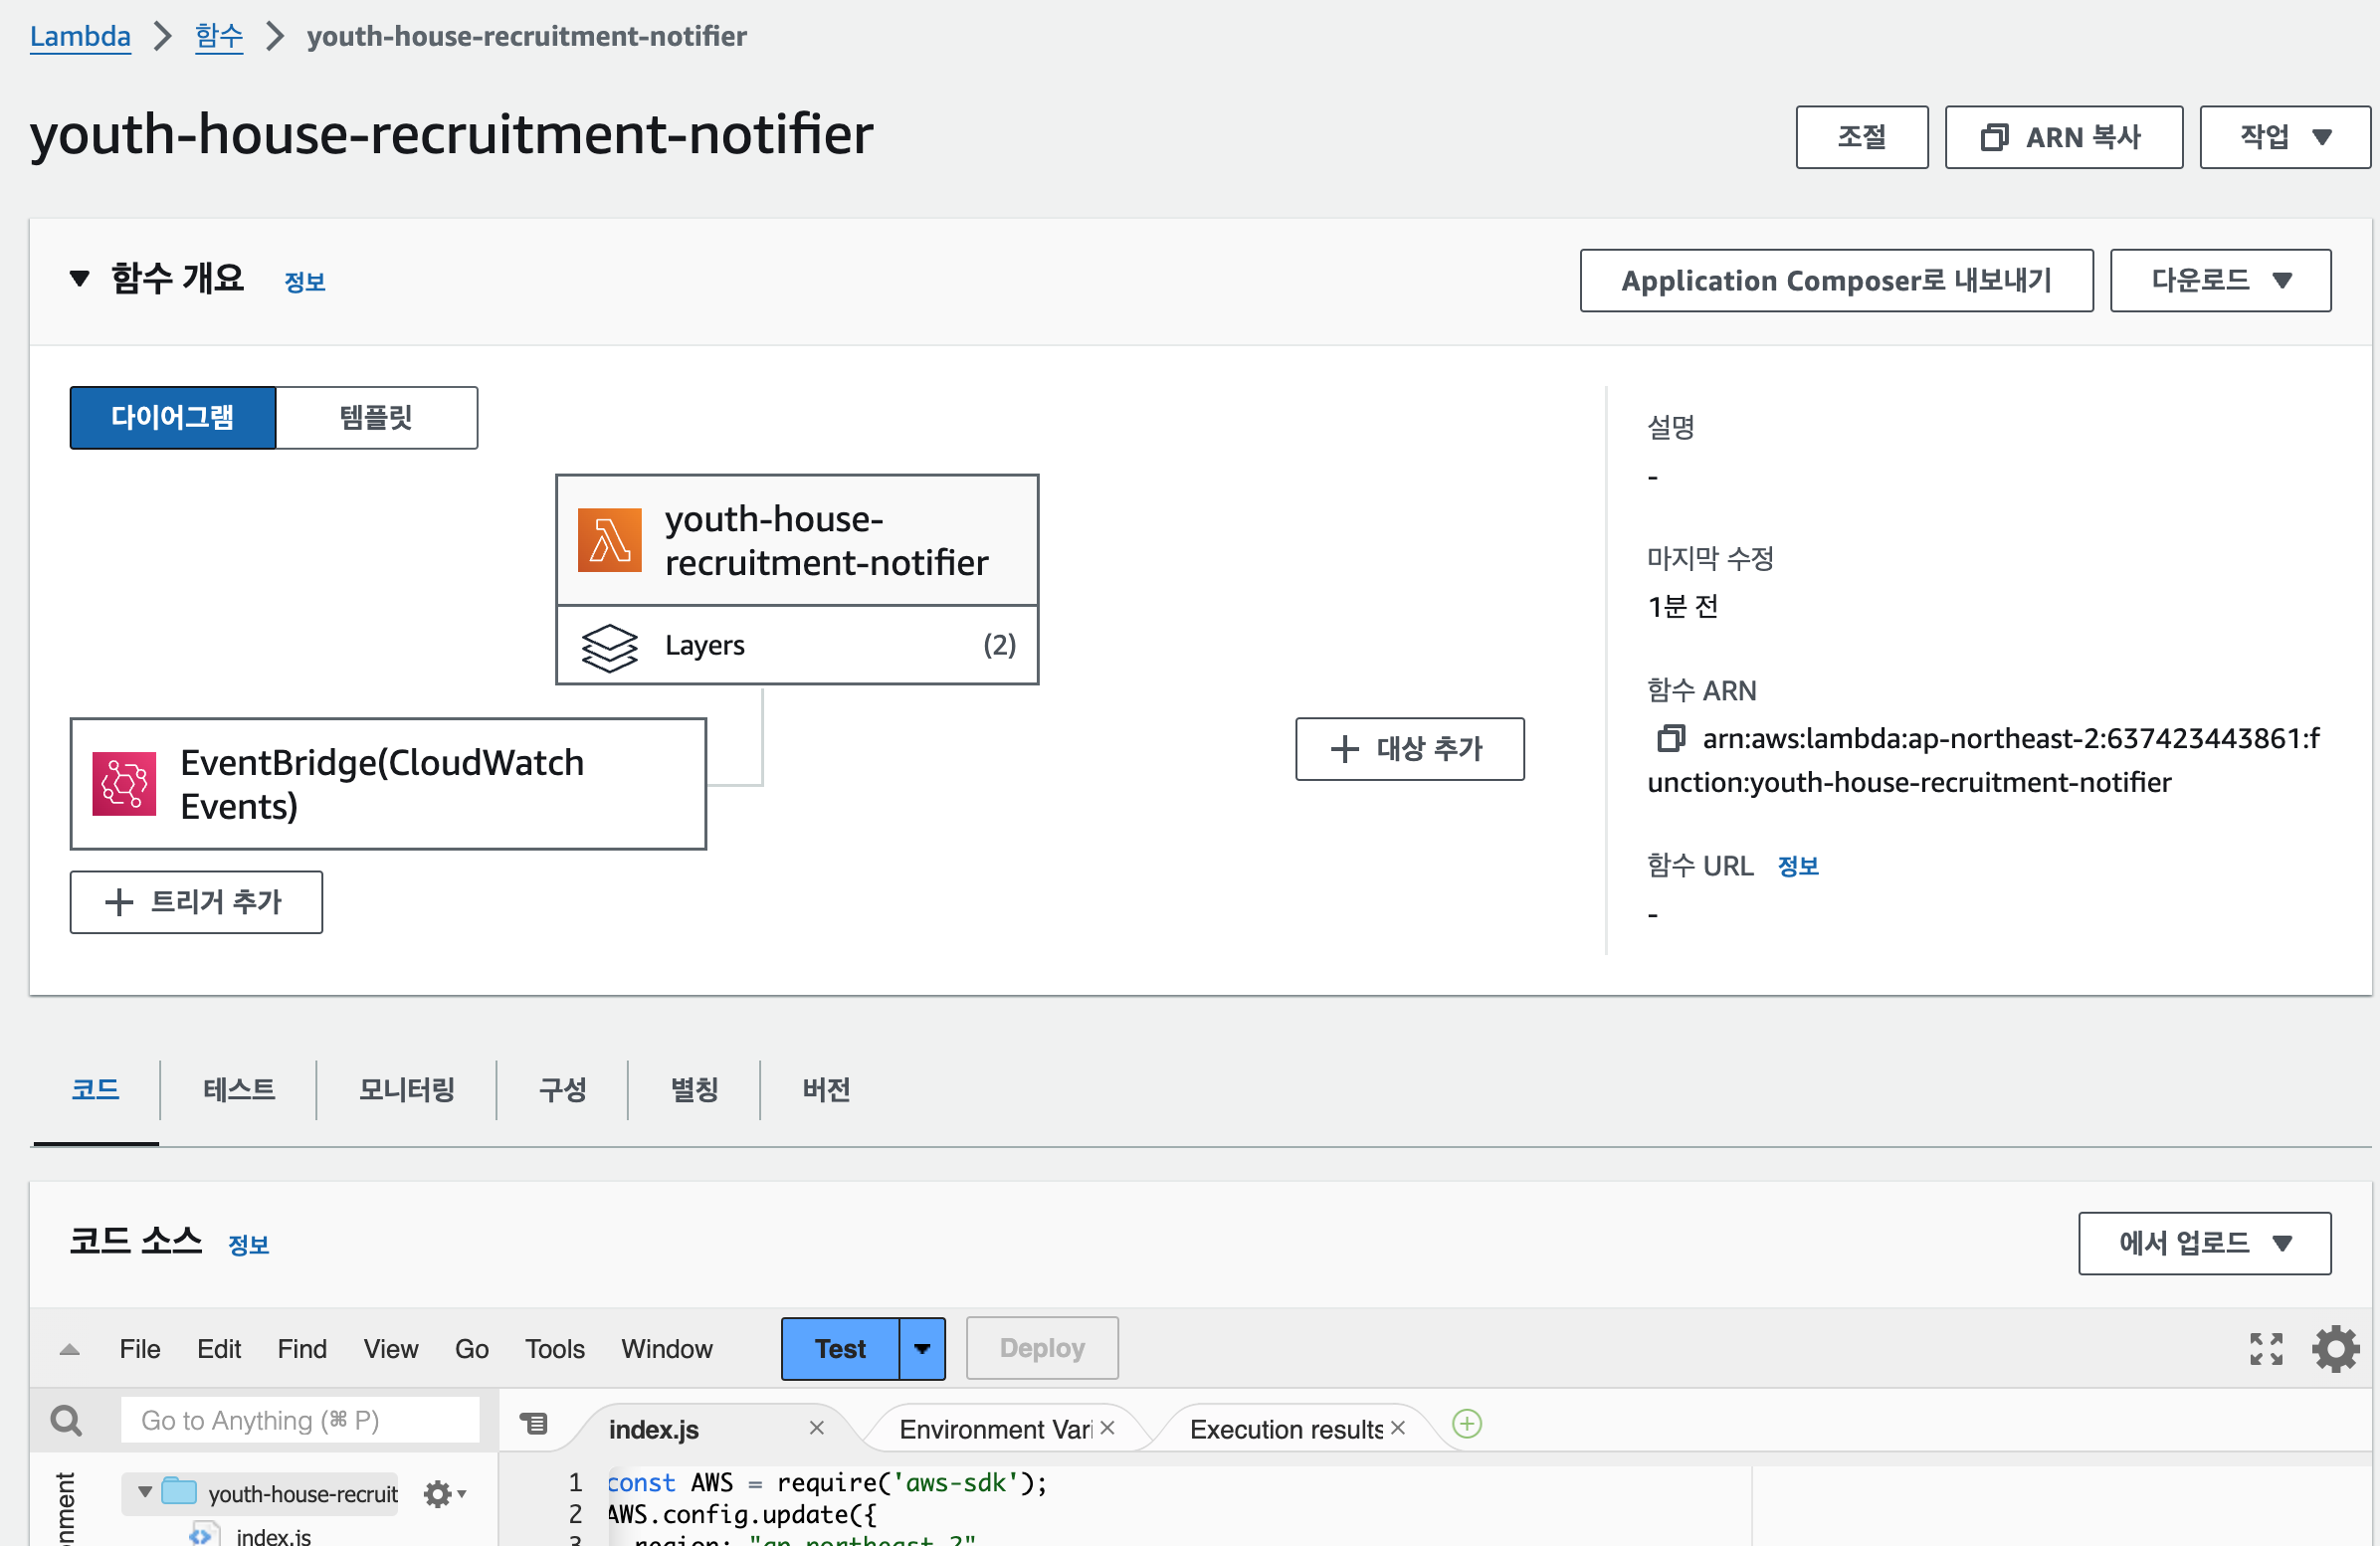 Lambda
함수
youth-house-recruitment-notifier
youth-house-recruitment-notifier
조절
ARN 복사
작업
함수 개요
정보
Application Composer로 내보내기
다운로드
다이어그램
템플릿
youth-house-
recruitment-notifier
Layers
(2)
EventBridge(CloudWatch
Events)
트리거 추가
대상 추가
설명
-
마지막 수정
1분 전
함수 ARN
arn:aws:lambda:ap-northeast-2:637423443861:f
unction:youth-house-recruitment-notifier
함수 URL 정보
-
코드
테스트
모니터링
구성
별칭
버전
코드 소스 정보
에서 업로드
File
Edit
Find
View
Go
Tools
Window
Test
Deploy
Go to Anything (⌘ P)
index.js
Environment Vari
Execution results
youth-house-recruit
index.js
1 const AWS = require('aws-sdk');
2 AWS.config.update({
3 region: "ap-northeast-2"